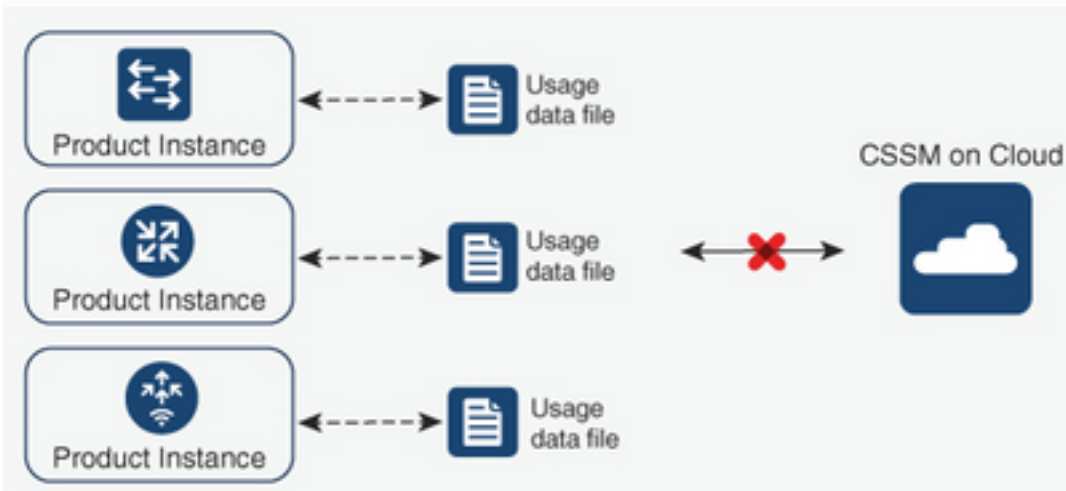 Product Instance
Usage
data file
CSSM on Cloud
Product Instance
Usage
data file
Product Instance
Usage
data file